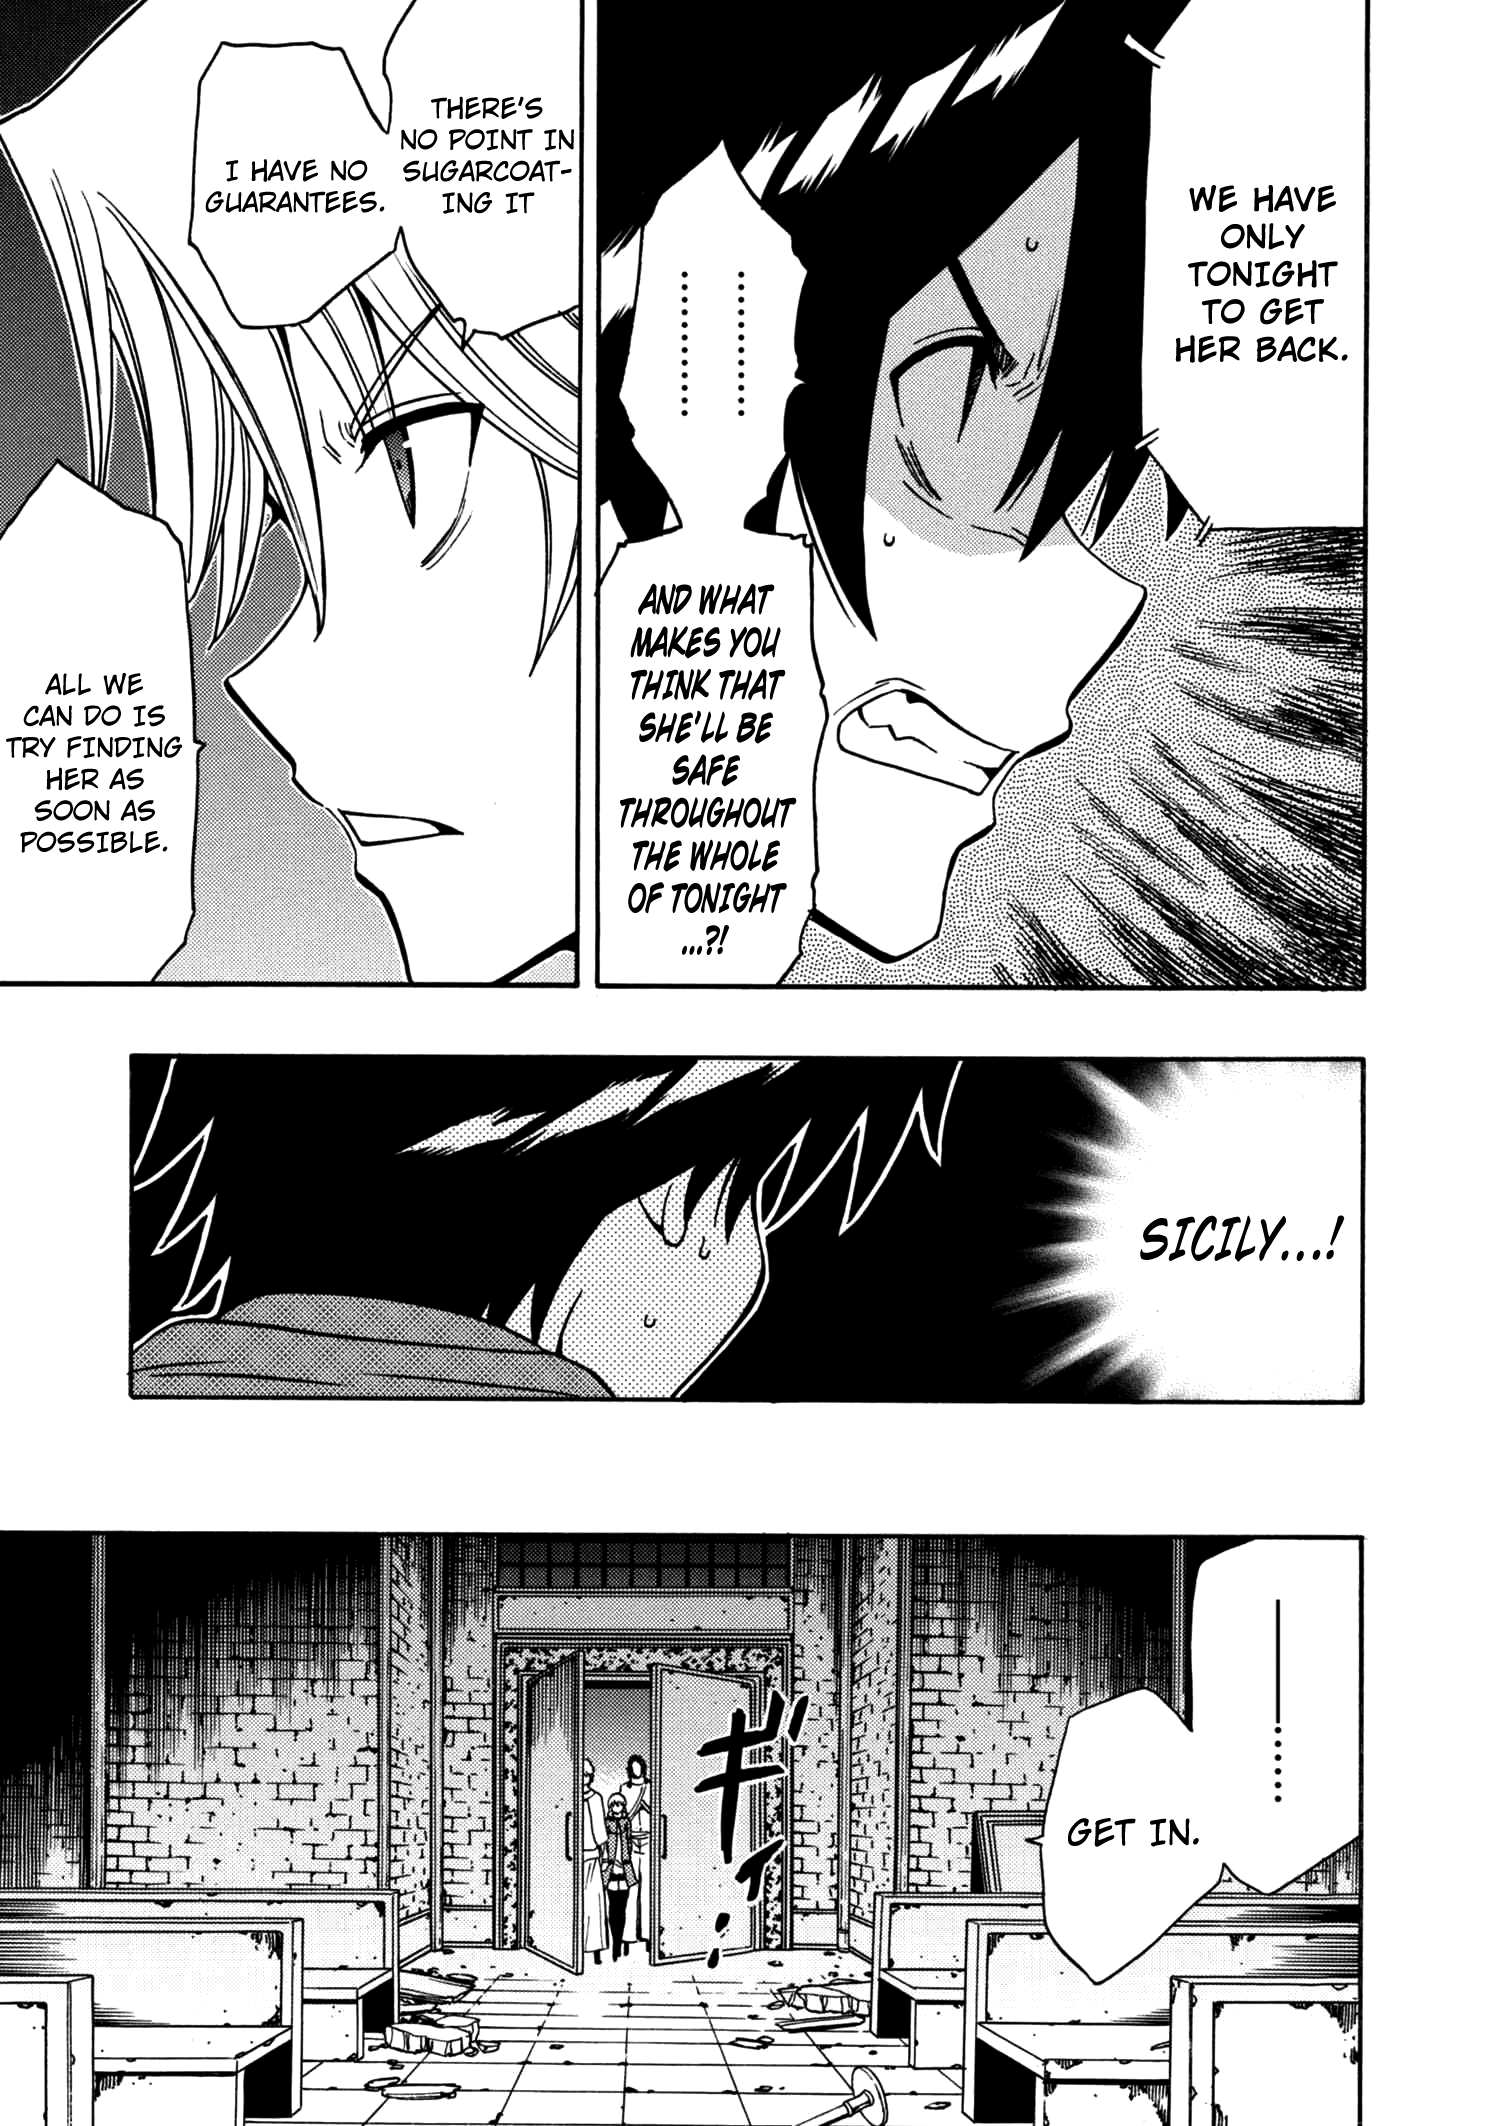 WE HAVE
ONLY
TONIGHT
TO GET
HER BACK.
………
………
AND WHAT
MAKES YOU
THINK THAT
SHE'LL BE
SAFE
THROUGHOUT
THE WHOLE
OF TONIGHT
...?!
THERE'S
NO POINT IN
SUGARCOAT-
ING IT
I HAVE NO
GUARANTEES.
ALL WE
CAN DO IS
TRY FINDING
HER AS
SOON AS
POSSIBLE.
SICILY...!
—……
GET IN.
ギィ…